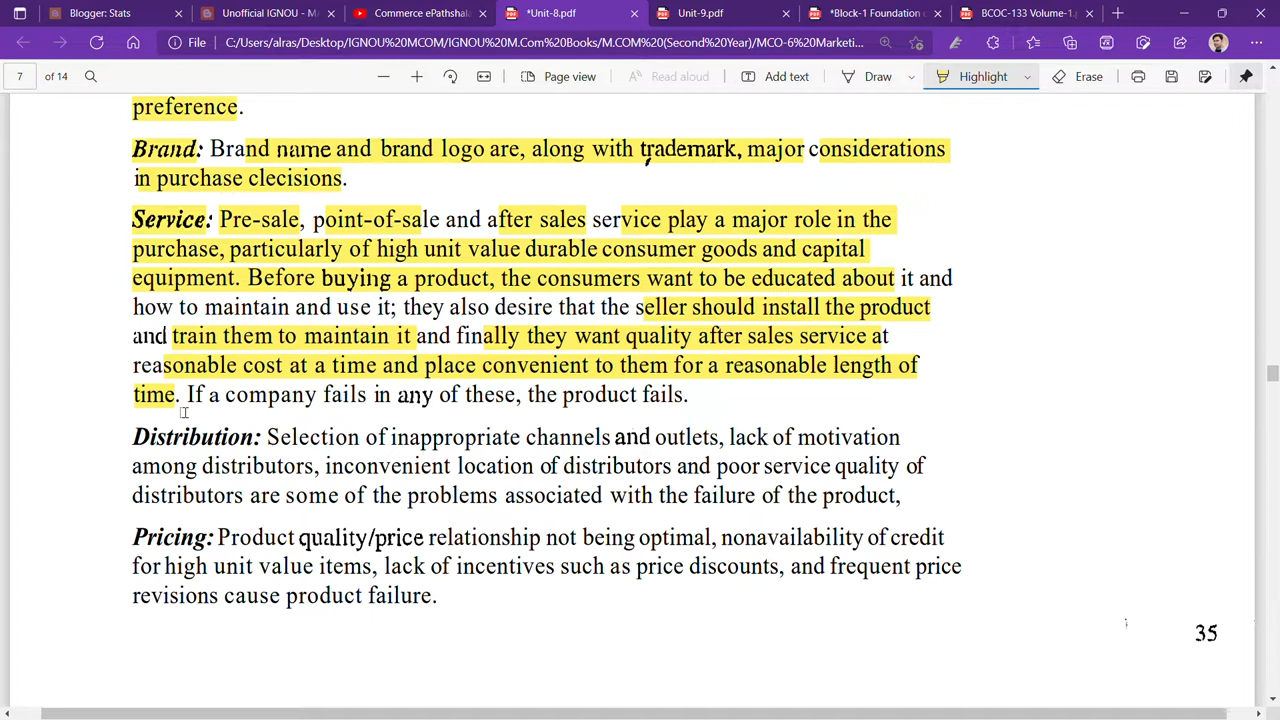 Blogger: Stats
Unofficial IGNOU - MA
Commerce ePathshal
*Unit-8.pdf
Unit-9.pdf
*Block-1 Foundation
BCOC-133 Volume-1.p
File
C:/Users/alras/Desktop/IGNOU%20MCOM/IGNOU%20M.Com%20Books/M.COM%20(Second%20Year)/MCO-6%20Marketi...
7 of 14
Page view
Read aloud
Add text
Draw
Highlight
Erase
preference.
Brand: Brand name and brand logo are, along with trademark, major considerations
in purchase clecisions.
Service: Pre-sale, point-of-sale and after sales service play a major role in the
purchase, particularly of high unit value durable consumer goods and capital
equipment. Before buying a product, the consumers want to be educated about it and
how to maintain and use it; they also desire that the seller should install the product
and train them to maintain it and finally they want quality after sales service at
reasonable cost at a time and place convenient to them for a reasonable length of
time. If a company fails in any of these, the product fails.
Distribution: Selection of inappropriate channels and outlets, lack of motivation
among distributors, inconvenient location of distributors and poor service quality of
distributors are some of the problems associated with the failure of the product,
Pricing: Product quality/price relationship not being optimal, nonavailability of credit
for high unit value items, lack of incentives such as price discounts, and frequent price
revisions cause product failure.
35